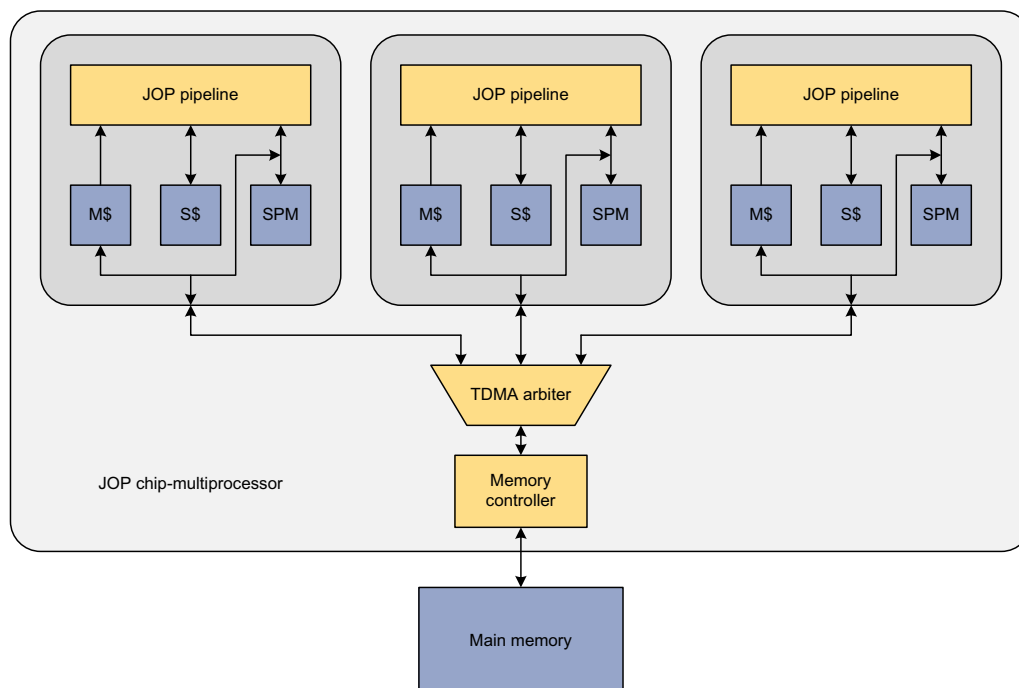 JOP pipeline
JOP pipeline
JOP pipeline
M$
S$
SPM
M$
S$
SPM
M$
S$
SPM
TDMA arbiter
JOP chip-multiprocessor
Memory
controller
Main memory